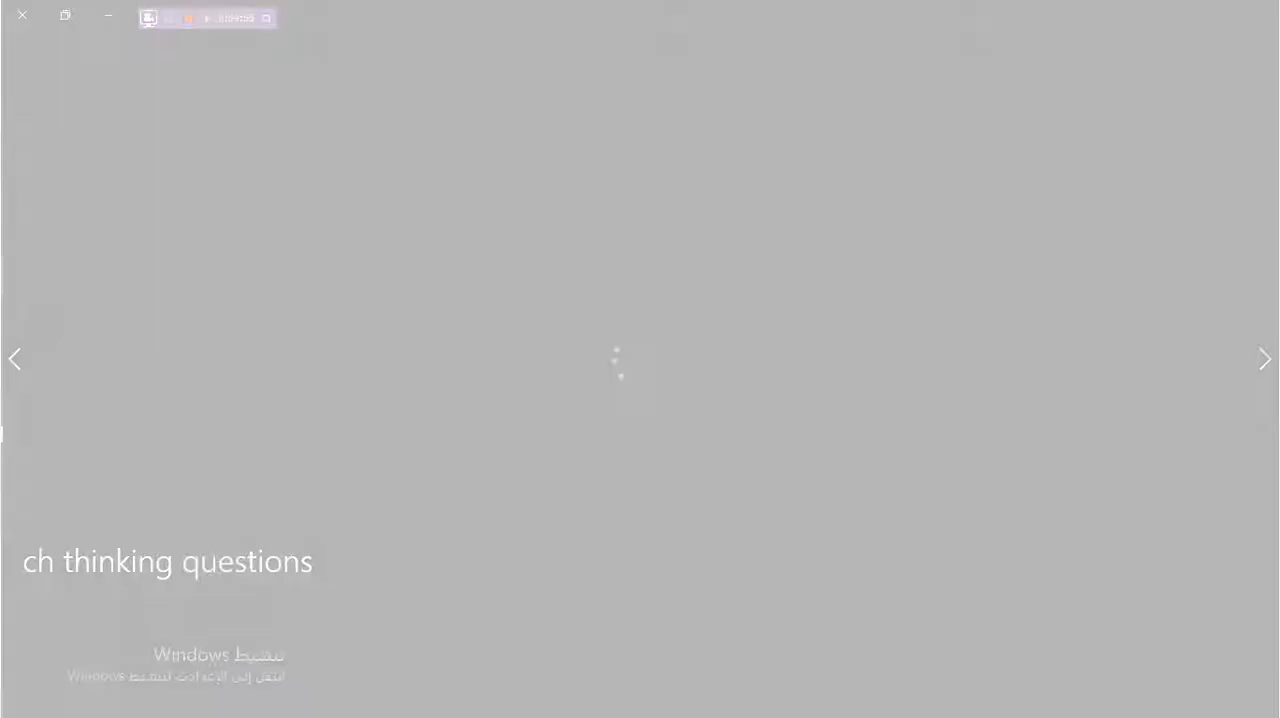 ch thinking questions
تنشيط Windows
انتقل إلى الإعدادات لتنشيط Windows